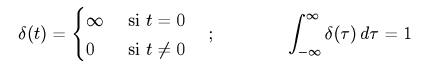 δ(t) = { ∞ si t = 0 ; ∫_{-∞}^{∞} δ(τ) dτ = 1
0 si t ≠ 0